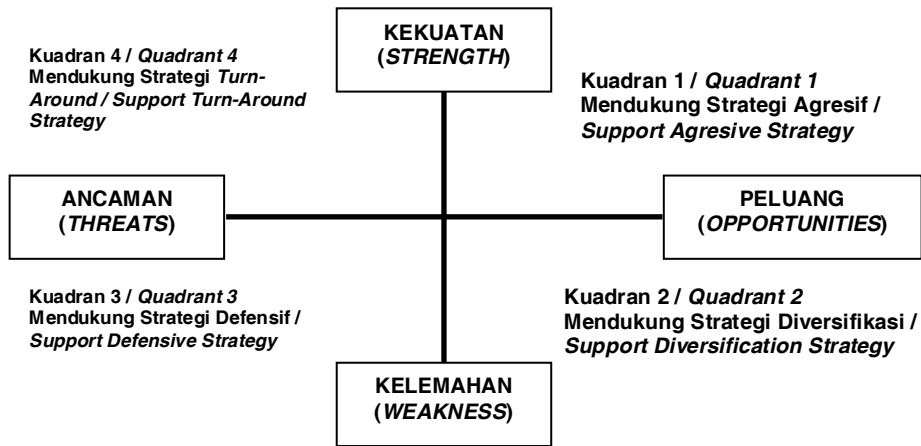 KEKUATAN
(STRENGTH)
Kuadran 4 / Quadrant 4
Mendukung Strategi Turn-
Around / Support Turn-Around
Strategy
Kuadran 1 / Quadrant 1
Mendukung Strategi Agresif /
Support Agresive Strategy
ANCAMAN
(THREATS)
PELUANG
(OPPORTUNITIES)
Kuadran 3 / Quadrant 3
Mendukung Strategi Defensif /
Support Defensive Strategy
Kuadran 2 / Quadrant 2
Mendukung Strategi Diversifikasi /
Support Diversification Strategy
KELEMAHAN
(WEAKNESS)